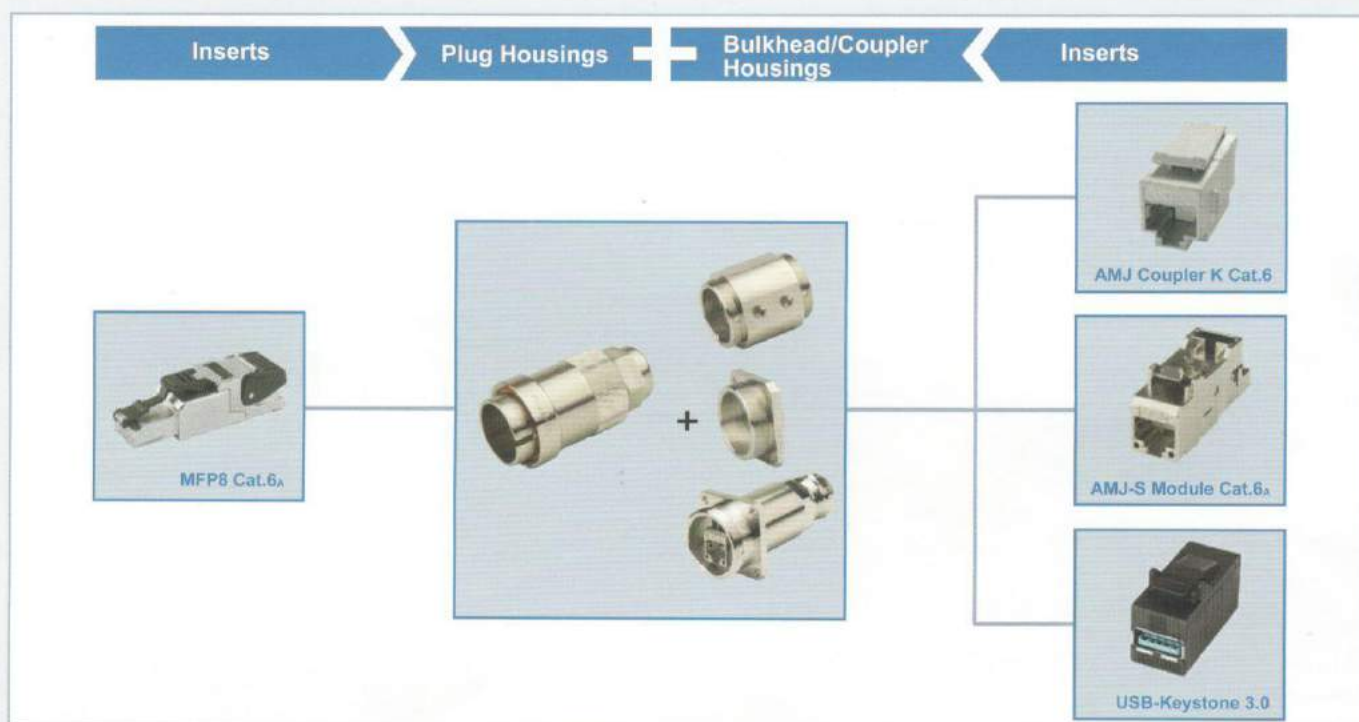 Inserts
Plug Housings
Bulkhead/Coupler
Housings
Inserts
AMJ Coupler K Cat.6
+
MFP8 Cat.6A
AMJ-S Module Cat.6A
USB-Keystone 3.0